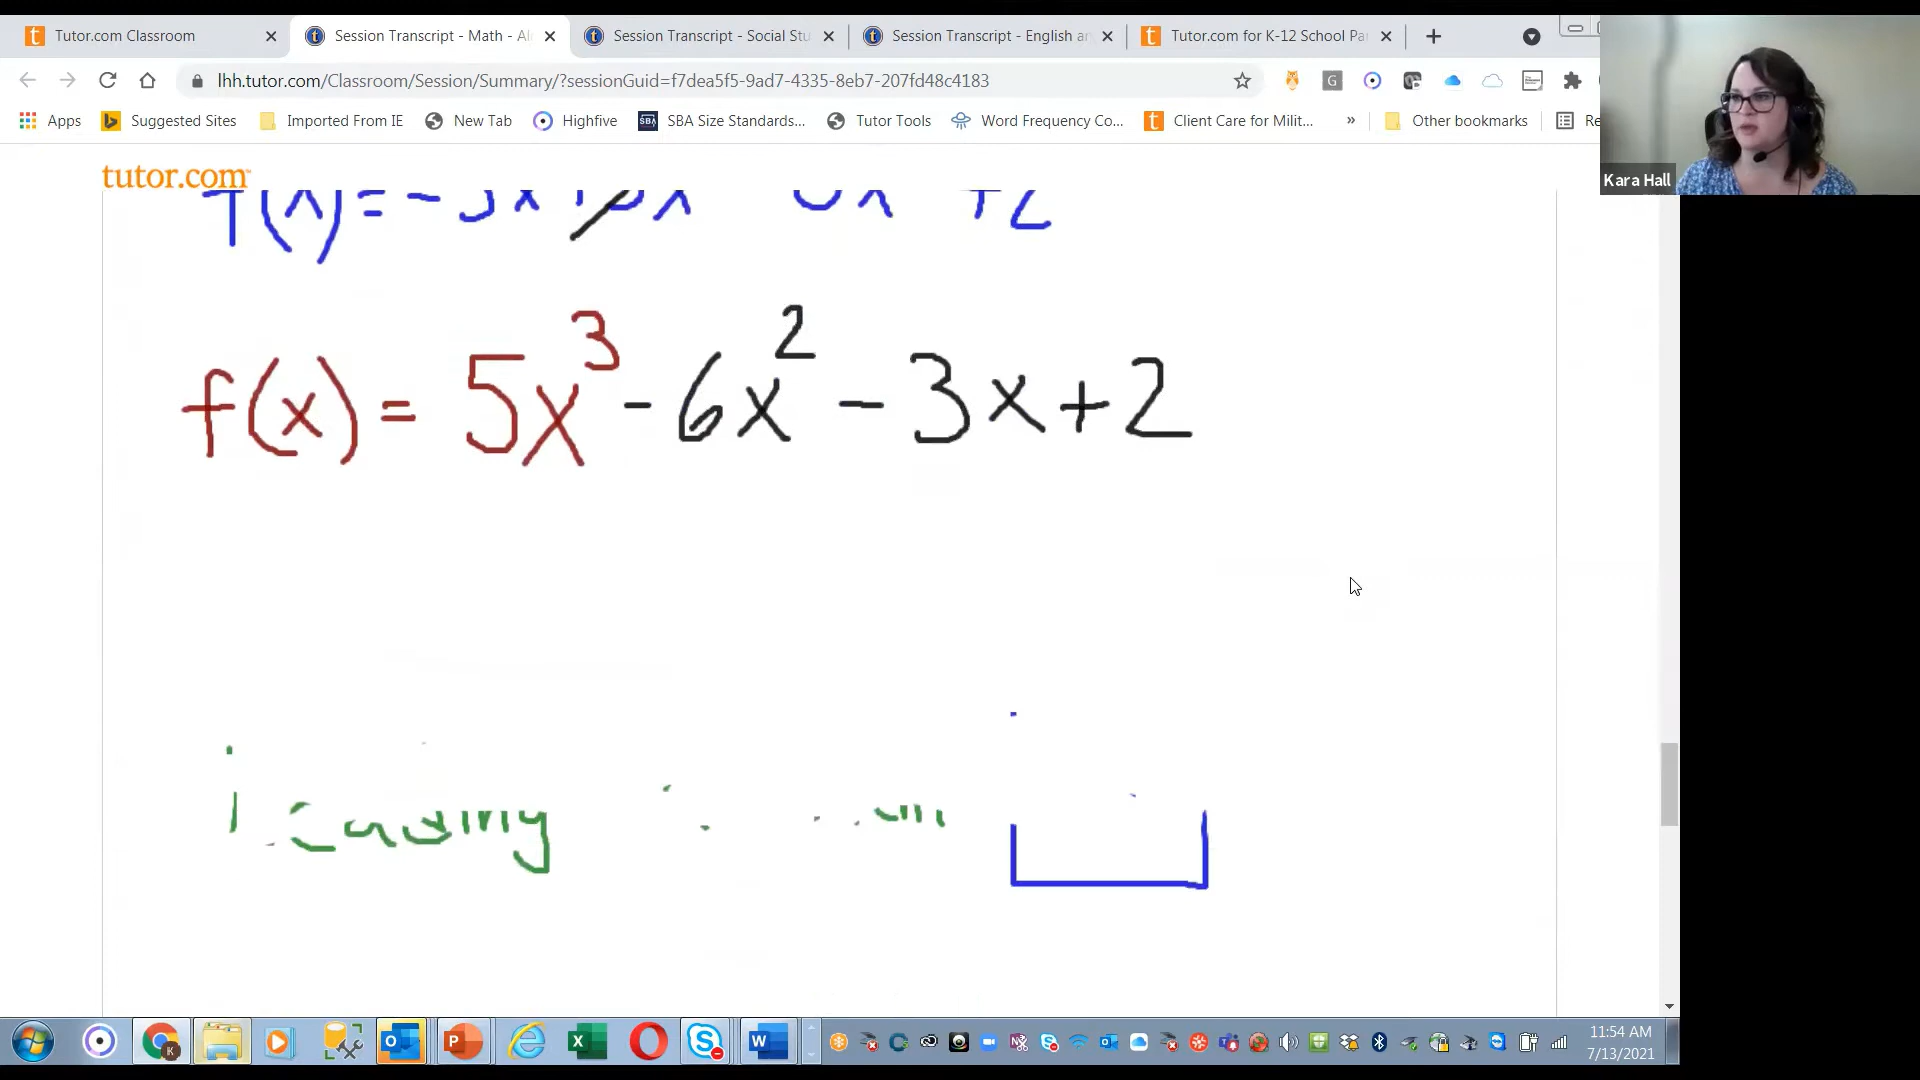 Tutor.com Classroom
Session Transcript - Math - Al
Session Transcript - Social Stu
Session Transcript - English an
Tutor.com for K-12 School Pa
lhh.tutor.com/Classroom/Session/Summary/?sessionGuid=f7dea5f5-9ad7-4335-8eb7-207fd48c4183
Apps
Suggested Sites
Imported From IE
New Tab
Highfive
SBA Size Standards...
Tutor Tools
Word Frequency Co...
Client Care for Milit...
»
Other bookmarks
Re
Kara Hall
tutor.com
f(x) = 5x³ - 6x² - 3x + 2
11:54 AM
7/13/2021